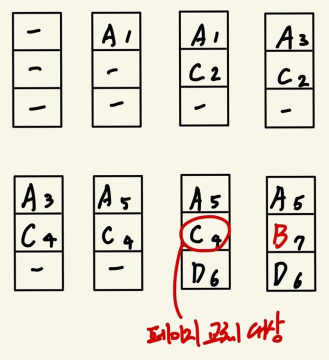 - A1 A1 A3
- - C2 C2
- - - -
A3 A5 A5 A5
C4 C4 C4 B7
- - D6 D6
페이지 교체 대상